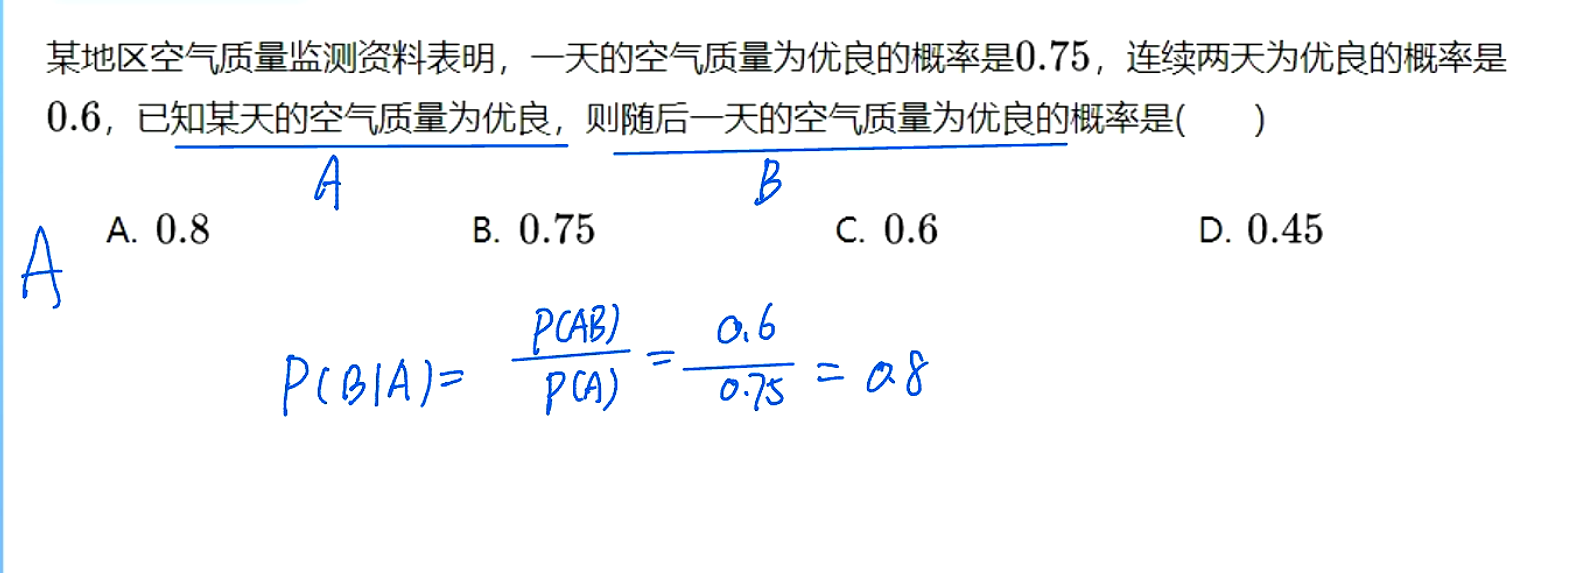 某地区空气质量监测资料表明，一天的空气质量为优良的概率是0.75，连续两天为优良的概率是
0.6，已知某天的空气质量为优良，则随后一天的空气质量为优良的概率是(　　)
A B
A. 0.8 B. 0.75 C. 0.6 D. 0.45
A
P(B|A)= P(AB)/P(A) = 0.6/0.75 = 0.8